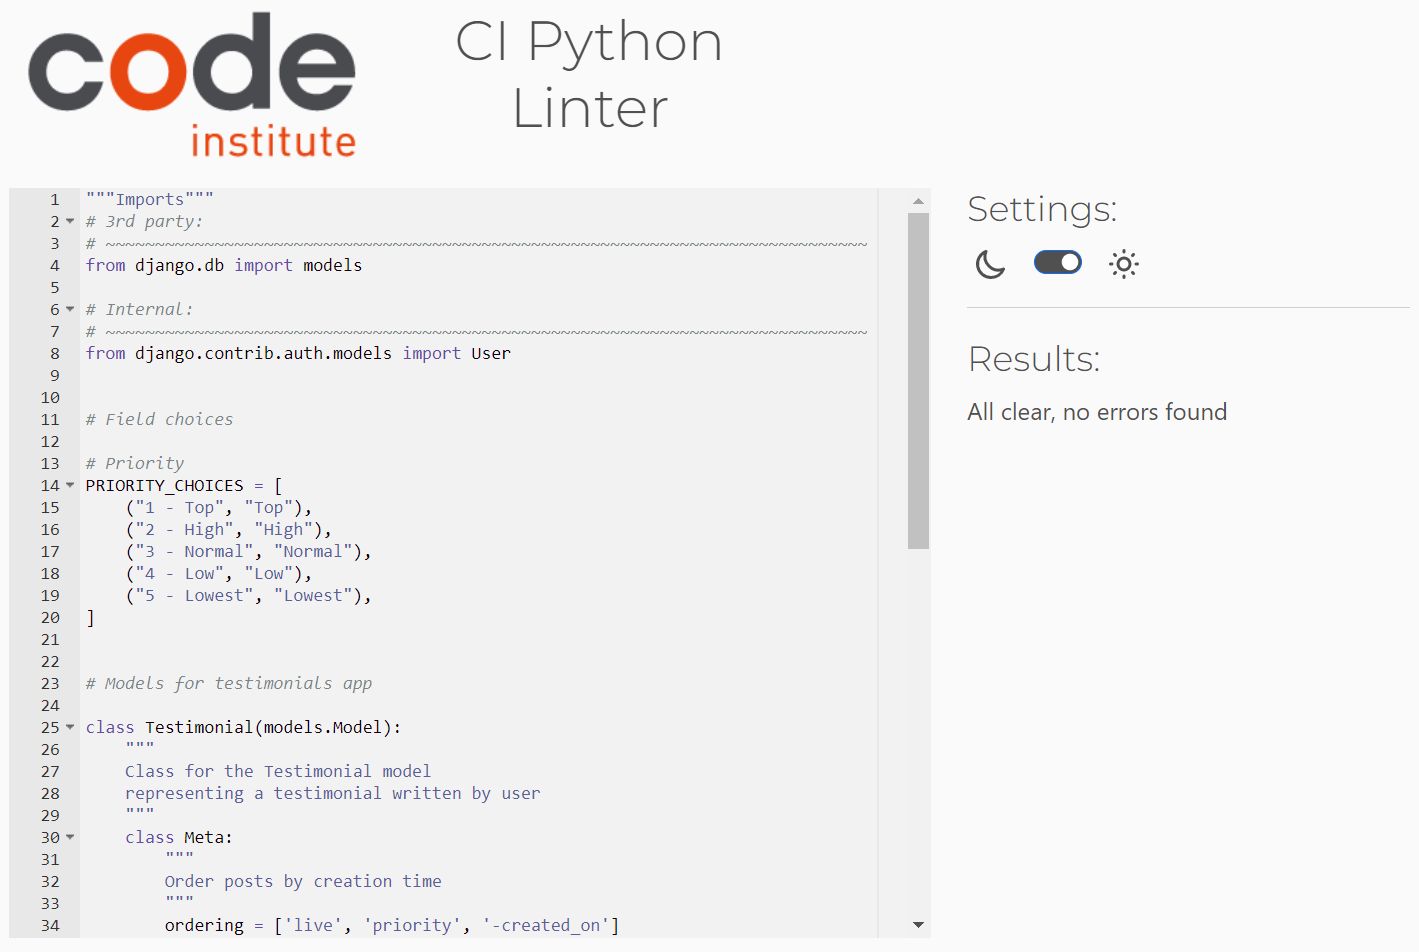 code
institute
CI Python
Linter
1 """Imports"""
2 # 3rd party:
3 # ~~~~~~~~~~~~~~~~~~~~~~~~~~~~~~~~~~~~~~~~~~~~~~~~~~~~~~~~~~~~~~~~~~~~~~~~~~~~~
4 from django.db import models
5
6 # Internal:
7 # ~~~~~~~~~~~~~~~~~~~~~~~~~~~~~~~~~~~~~~~~~~~~~~~~~~~~~~~~~~~~~~~~~~~~~~~~~~~~~
8 from django.contrib.auth.models import User
9
10
11 # Field choices
12
13 # Priority
14 PRIORITY_CHOICES = [
15     ("1 - Top", "Top"),
16     ("2 - High", "High"),
17     ("3 - Normal", "Normal"),
18     ("4 - Low", "Low"),
19     ("5 - Lowest", "Lowest"),
20 ]
21
22
23 # Models for testimonials app
24
25 class Testimonial(models.Model):
26     """
27     Class for the Testimonial model
28     representing a testimonial written by user
29     """
30     class Meta:
31         """
32         Order posts by creation time
33         """
34         ordering = ['live', 'priority', '-created_on']
Settings:
Results:
All clear, no errors found